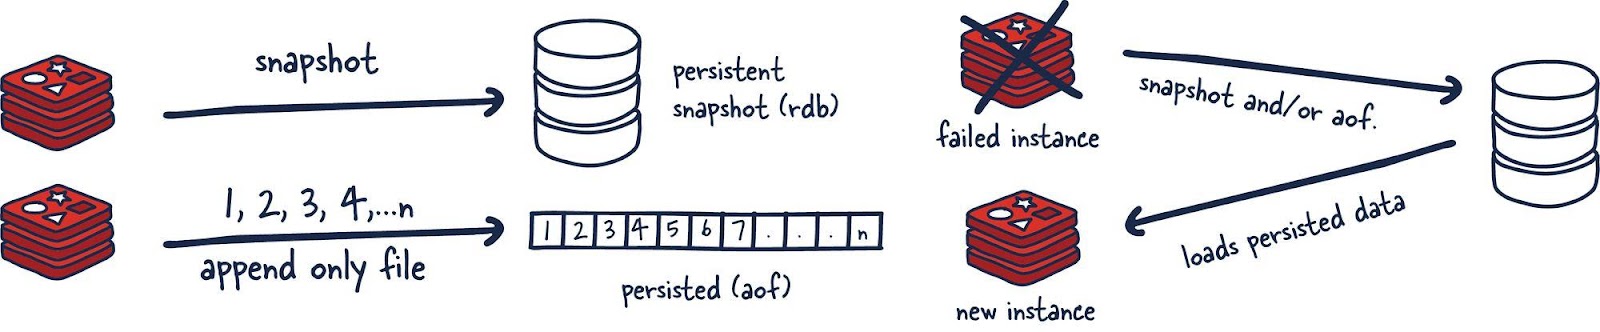 snapshot
persistent
snapshot (rdb)
1, 2, 3, 4,...n
append only file
1 2 3 4 5 6 7 . . . n
persisted (aof)
failed instance
snapshot and/or aof.
loads persisted data
new instance